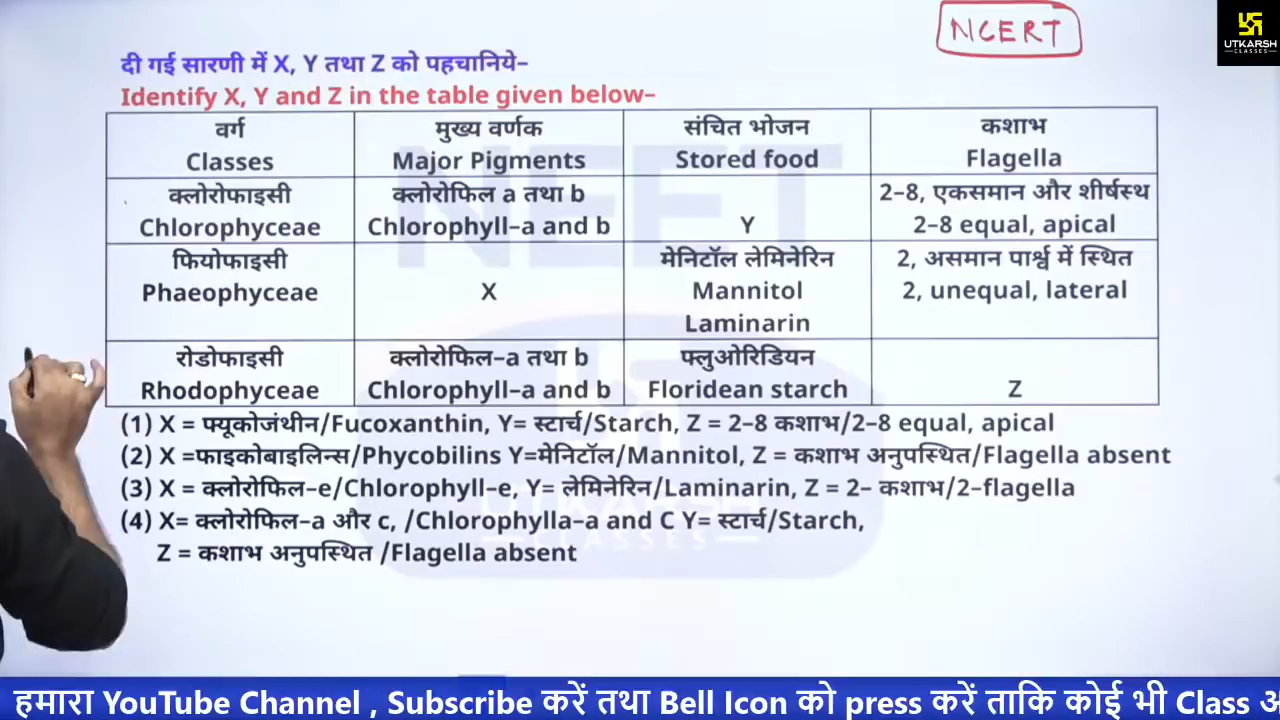 NCERT
UTKARSH
CLASSES
दी गई सारणी में X, Y तथा Z को पहचानिये–
Identify X, Y and Z in the table given below–
वर्ग मुख्य वर्णक संचित भोजन कशाभ
Classes Major Pigments Stored food Flagella
क्लोरोफाइसी क्लोरोफिल a तथा b 2–8, एकसमान और शीर्षस्थ
Chlorophyceae Chlorophyll–a and b Y 2–8 equal, apical
फियोफाइसी मेनिटॉल लेमिनेरिन 2, असमान पार्श्व में स्थित
Phaeophyceae X Mannitol 2, unequal, lateral
Laminarin
रोडोफाइसी क्लोरोफिल–a तथा b फ्लुओरिडियन
Rhodophyceae Chlorophyll–a and b Floridean starch Z
(1) X = फ्यूकोजंथीन/Fucoxanthin, Y= स्टार्च/Starch, Z = 2–8 कशाभ/2–8 equal, apical
(2) X =फाइकोबाइलिन्स/Phycobilins Y=मेनिटॉल/Mannitol, Z = कशाभ अनुपस्थित/Flagella absent
(3) X = क्लोरोफिल–e/Chlorophyll–e, Y= लेमिनेरिन/Laminarin, Z = 2– कशाभ/2–flagella
(4) X= क्लोरोफिल–a और c, /Chlorophylla–a and C Y= स्टार्च/Starch,
Z = कशाभ अनुपस्थित /Flagella absent
NEET
UTKARSH
CLASSES
हमारा YouTube Channel , Subscribe करें तथा Bell Icon को press करें ताकि कोई भी Class अ